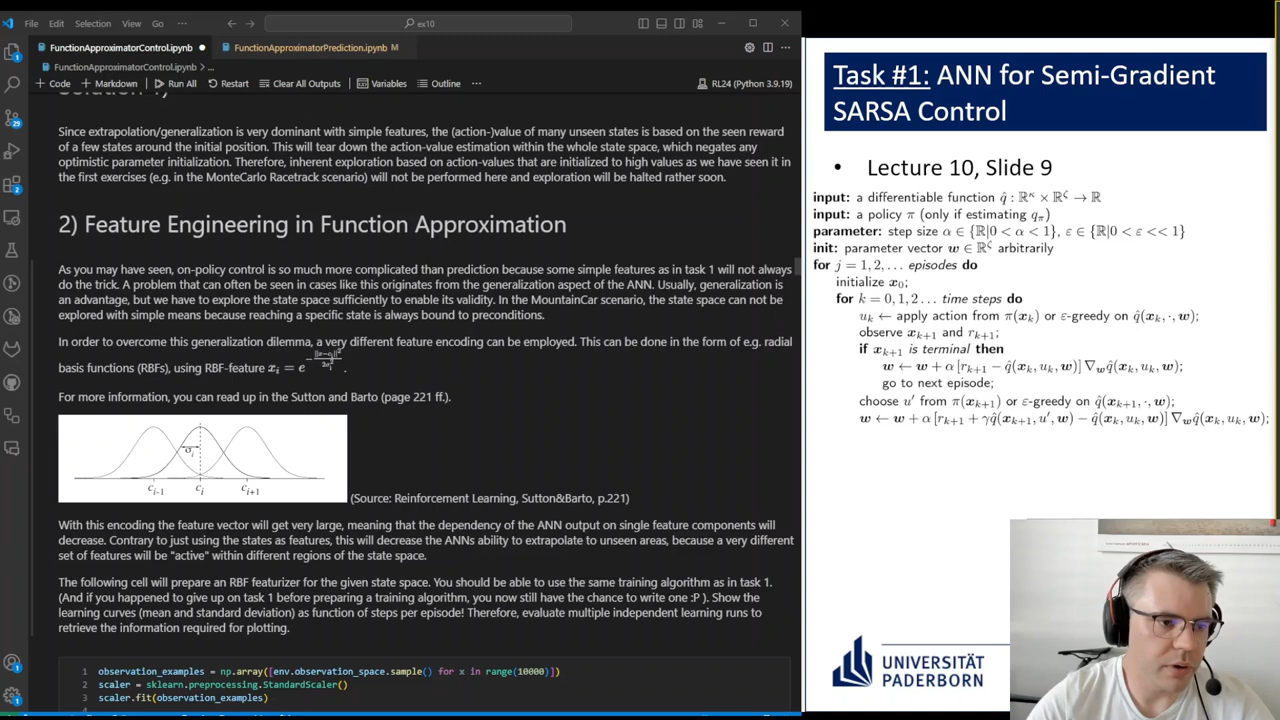 File Edit Selection View Go ··· ex10
FunctionApproximatorControl.ipynb FunctionApproximatorPrediction.ipynb M
FunctionApproximatorControl.ipynb > ...
+ Code + Markdown Run All Restart Clear All Outputs Variables Outline ··· RL24 (Python 3.9.19)
Solution 1)
Since extrapolation/generalization is very dominant with simple features, the (action-)value of many unseen states is based on the seen reward
of a few states around the initial position. This will tear down the action-value estimation within the whole state space, which negates any
optimistic parameter initialization. Therefore, inherent exploration based on action-values that are initialized to high values as we have seen it in
the first exercises (e.g. in the MonteCarlo Racetrack scenario) will not be performed here and exploration will be halted rather soon.
2) Feature Engineering in Function Approximation
As you may have seen, on-policy control is so much more complicated than prediction because some simple features as in task 1 will not always
do the trick. A problem that can often be seen in cases like this originates from the generalization aspect of the ANN. Usually, generalization is
an advantage, but we have to explore the state space sufficiently to enable its validity. In the MountainCar scenario, the state space can not be
explored with simple means because reaching a specific state is always bound to preconditions.
In order to overcome this generalization dilemma, a very different feature encoding can be employed. This can be done in the form of e.g. radial
basis functions (RBFs), using RBF-feature x_i = e^{-\frac{||x-c_i||^2}{2σ_i^2}}.
For more information, you can read up in the Sutton and Barto (page 221 ff.).
σ_i
c_{i-1} c_i c_{i+1}
(Source: Reinforcement Learning, Sutton&Barto, p.221)
With this encoding the feature vector will get very large, meaning that the dependency of the ANN output on single feature components will
decrease. Contrary to just using the states as features, this will decrease the ANNs ability to extrapolate to unseen areas, because a very different
set of features will be "active" within different regions of the state space.
The following cell will prepare an RBF featurizer for the given state space. You should be able to use the same training algorithm as in task 1.
(And if you happened to give up on task 1 before preparing a training algorithm, you now still have the chance to write one :P ). Show the
learning curves (mean and standard deviation) as function of steps per episode! Therefore, evaluate multiple independent learning runs to
retrieve the information required for plotting.
1 observation_examples = np.array([env.observation_space.sample() for x in range(10000)])
2 scaler = sklearn.preprocessing.StandardScaler()
3 scaler.fit(observation_examples)
Task #1: ANN for Semi-Gradient
SARSA Control
• Lecture 10, Slide 9
input: a differentiable function q̂ : ℝ^κ × ℝ^ζ → ℝ
input: a policy π (only if estimating q_π)
parameter: step size α ∈ {ℝ|0 < α < 1}, ε ∈ {ℝ|0 < ε << 1}
init: parameter vector w ∈ ℝ^ζ arbitrarily
for j = 1, 2, … episodes do
initialize x_0;
for k = 0, 1, 2 … time steps do
u_k ← apply action from π(x_k) or ε-greedy on q̂(x_k, ·, w);
observe x_{k+1} and r_{k+1};
if x_{k+1} is terminal then
w ← w + α [r_{k+1} − q̂(x_k, u_k, w)] ∇_w q̂(x_k, u_k, w);
go to next episode;
choose u′ from π(x_{k+1}) or ε-greedy on q̂(x_{k+1}, ·, w);
w ← w + α [r_{k+1} + γq̂(x_{k+1}, u′, w) − q̂(x_k, u_k, w)] ∇_w q̂(x_k, u_k, w);
UNIVERSITÄT
PADERBORN